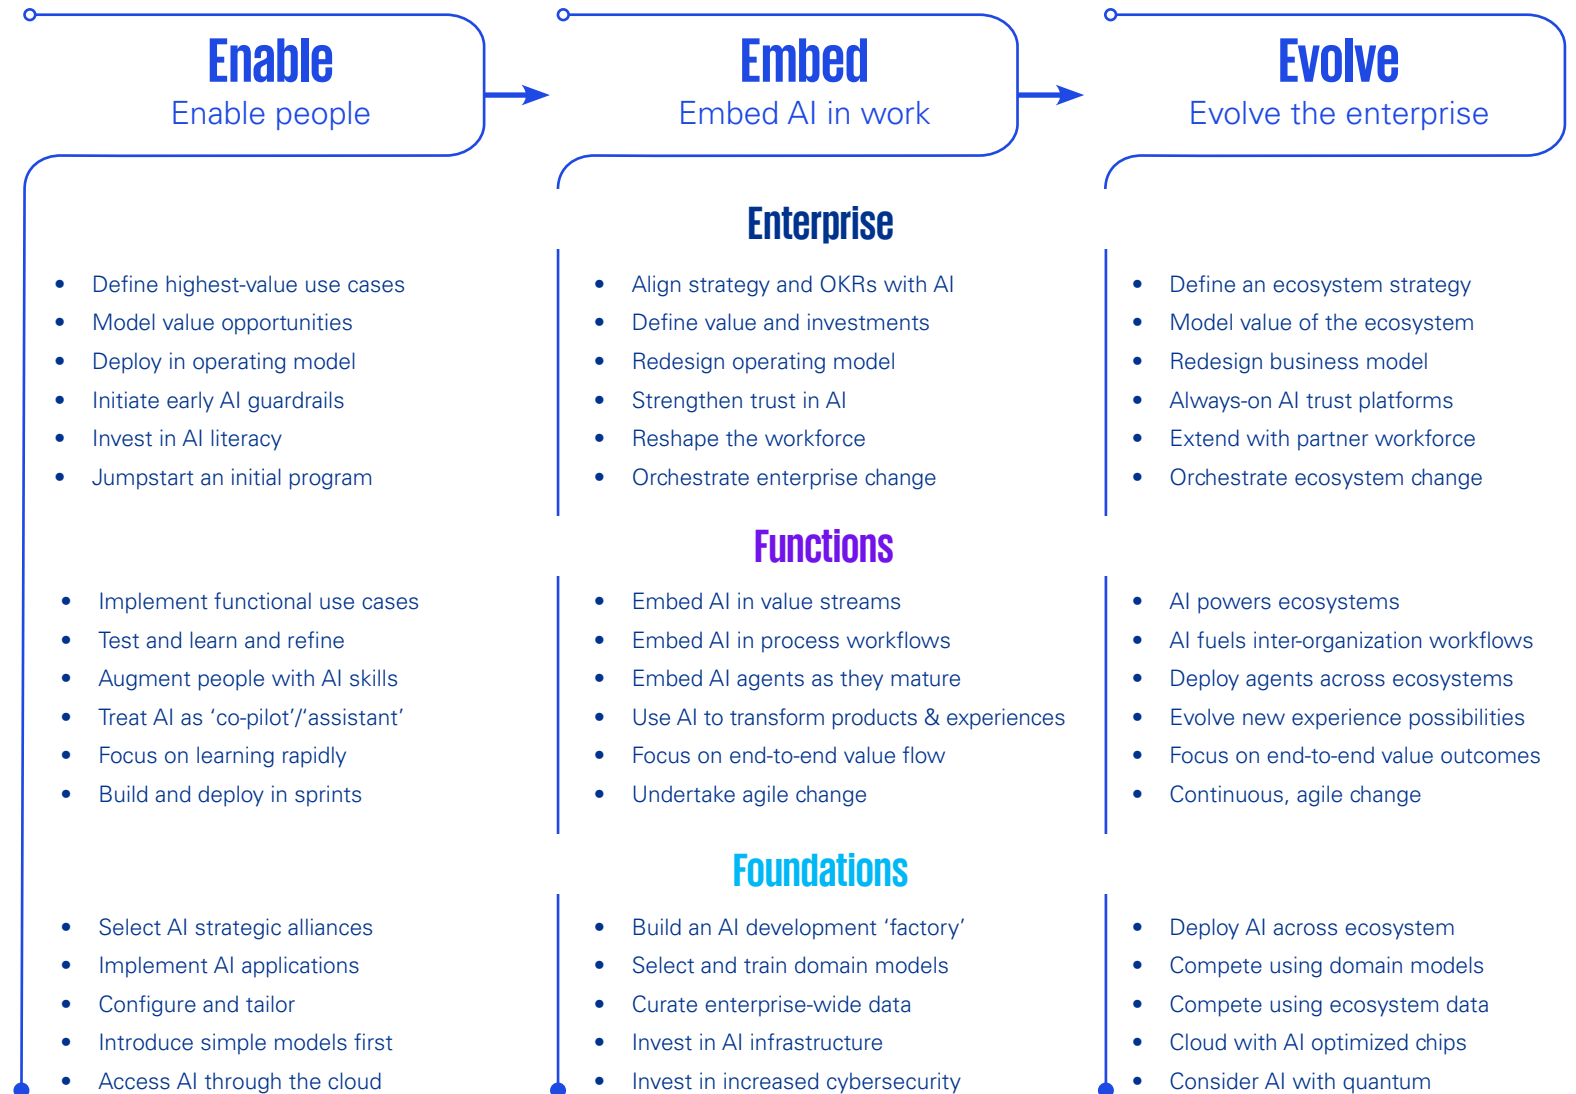 Enable
Enable people
Embed
Embed AI in work
Evolve
Evolve the enterprise
Enterprise
• Define highest-value use cases
• Model value opportunities
• Deploy in operating model
• Initiate early AI guardrails
• Invest in AI literacy
• Jumpstart an initial program
• Align strategy and OKRs with AI
• Define value and investments
• Redesign operating model
• Strengthen trust in AI
• Reshape the workforce
• Orchestrate enterprise change
• Define an ecosystem strategy
• Model value of the ecosystem
• Redesign business model
• Always-on AI trust platforms
• Extend with partner workforce
• Orchestrate ecosystem change
Functions
• Implement functional use cases
• Test and learn and refine
• Augment people with AI skills
• Treat AI as ‘co-pilot’/‘assistant’
• Focus on learning rapidly
• Build and deploy in sprints
• Embed AI in value streams
• Embed AI in process workflows
• Embed AI agents as they mature
• Use AI to transform products & experiences
• Focus on end-to-end value flow
• Undertake agile change
• AI powers ecosystems
• AI fuels inter-organization workflows
• Deploy agents across ecosystems
• Evolve new experience possibilities
• Focus on end-to-end value outcomes
• Continuous, agile change
Foundations
• Select AI strategic alliances
• Implement AI applications
• Configure and tailor
• Introduce simple models first
• Access AI through the cloud
• Build an AI development ‘factory’
• Select and train domain models
• Curate enterprise-wide data
• Invest in AI infrastructure
• Invest in increased cybersecurity
• Deploy AI across ecosystem
• Compete using domain models
• Compete using ecosystem data
• Cloud with AI optimized chips
• Consider AI with quantum